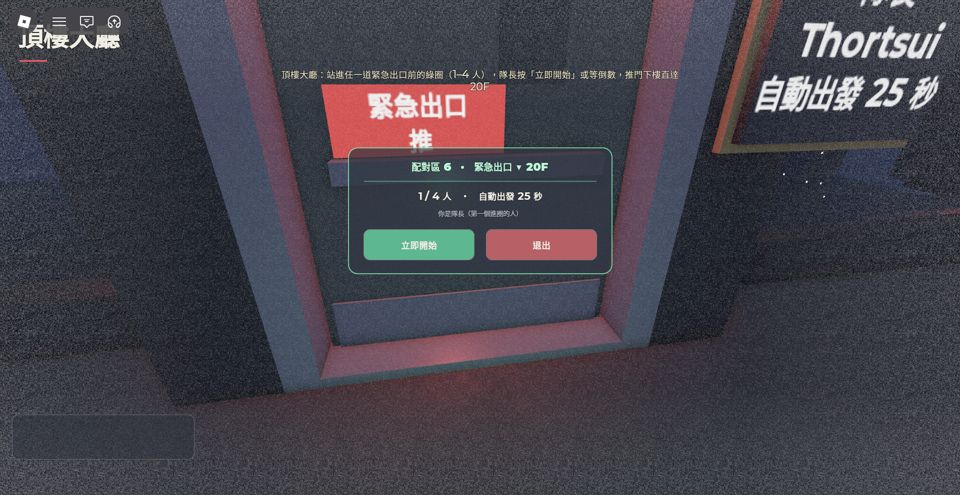 頂樓大廳
頂樓大廳：站進任一道緊急出口前的綠圈（1–4 人），隊長按「立即開始」或等倒數，推門下樓直達
20F
緊急出口
推
隊長
Thortsui
自動出發 25 秒
配對區 6 • 緊急出口 ▼ 20F
1 / 4 人 • 自動出發 25 秒
你是隊長（第一個進圈的人）
立即開始
退出